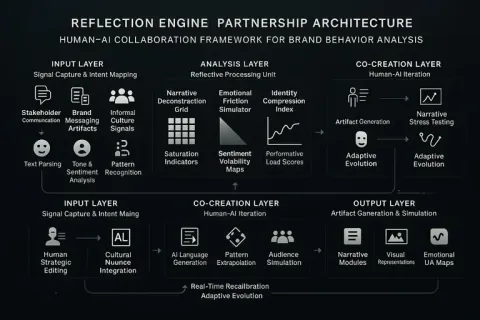 REFLECTION ENGINE PARTNERSHIP ARCHITECTURE
HUMAN-AI COLLABORATION FRAMEWORK FOR BRAND BEHAVIOR ANALYSIS
INPUT LAYER
Signal Capture & Intent Mapping
Stakeholder
Communication
Brand
Messaging
Artifacts
Informal
Culture
Signals
Text Parsing
Tone &
Sentiment
Analysis
Pattern
Recognition
ANALYSIS LAYER
Reflective Processing Unit
Narrative
Deconstruction
Grid
Emotional
Friction
Simulator
Identity
Compression
Index
Saturation
Indicators
Sentiment
Volability
Maps
Performative
Load Scores
CO-CREATION LAYER
Human-AI Iteration
Artifact Generation
Narrative
Stress Testing
Adaptive
Evolution
Adaptive
Evolution
INPUT LAYER
Signal Capture & Intent Maing
Human
Strategic
Editing
AL
Cultural
Nuunce
Integration
CO-CREATION LAYER
Human-AI Iteration
AI Language
Generation
Pattern
Extrapolation
Audience
Simulation
OUTPUT LAYER
Artifact Generation & Simulation
Narrative
Modules
Visual
Representations
Emotional
UA Maps
Real-Time Recailbration
Adaptive Evolution